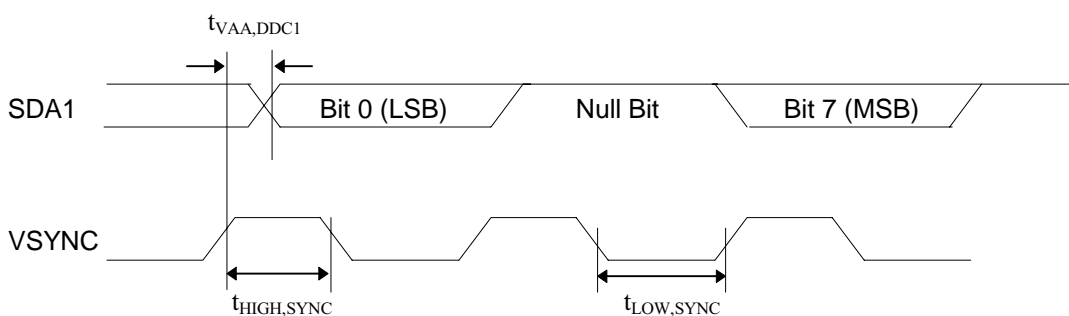 tVAA,DDC1
SDA1 Bit 0 (LSB) Null Bit Bit 7 (MSB)
VSYNC
tHIGH,SYNC tLOW,SYNC